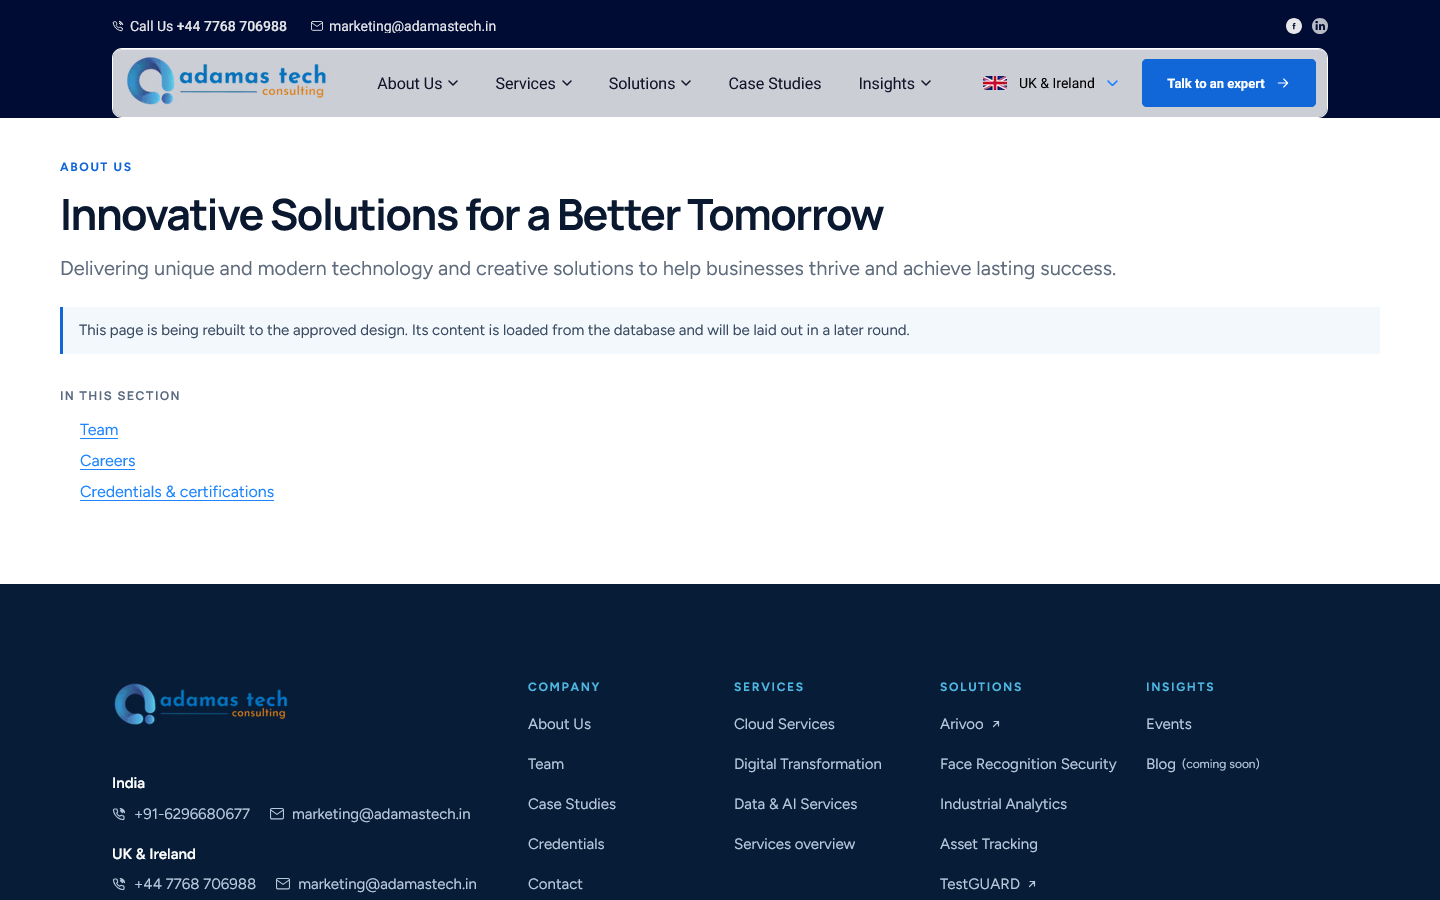 Call Us +44 7768 706988 marketing@adamastech.in
f in
adamas tech
consulting
About Us Services Solutions Case Studies Insights UK & Ireland Talk to an expert
ABOUT US
Innovative Solutions for a Better Tomorrow
Delivering unique and modern technology and creative solutions to help businesses thrive and achieve lasting success.
This page is being rebuilt to the approved design. Its content is loaded from the database and will be laid out in a later round.
IN THIS SECTION
Team
Careers
Credentials & certifications
adamas tech
consulting
India
+91-6296680677 marketing@adamastech.in
UK & Ireland
+44 7768 706988 marketing@adamastech.in
COMPANY
About Us
Team
Case Studies
Credentials
Contact
SERVICES
Cloud Services
Digital Transformation
Data & AI Services
Services overview
SOLUTIONS
Arivoo
Face Recognition Security
Industrial Analytics
Asset Tracking
TestGUARD
INSIGHTS
Events
Blog (coming soon)